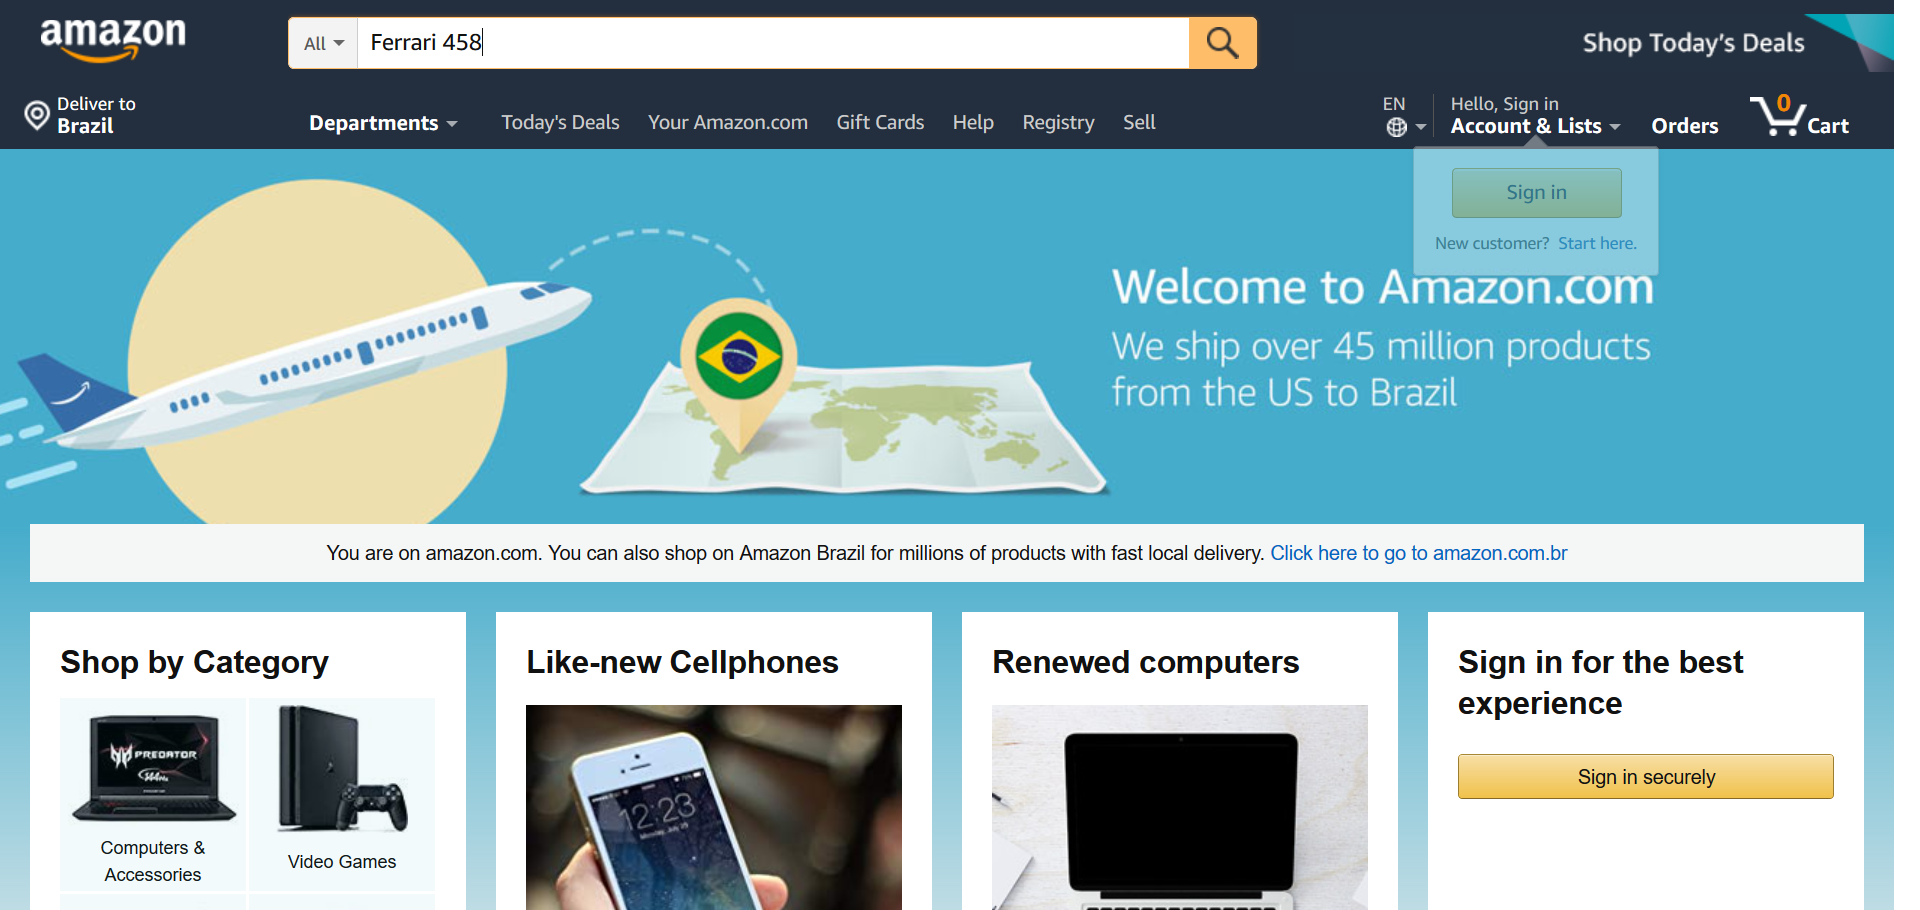 amazon
All
Ferrari 458
Shop Today's Deals
Deliver to
Brazil
Departments
Today's Deals
Your Amazon.com
Gift Cards
Help
Registry
Sell
EN
Hello, Sign in
Account & Lists
Orders
0
Cart
Sign in
New customer? Start here.
Welcome to Amazon.com
We ship over 45 million products
from the US to Brazil
You are on amazon.com. You can also shop on Amazon Brazil for millions of products with fast local delivery. Click here to go to amazon.com.br
Shop by Category
PREDATOR
144Hz
Computers &
Accessories
Video Games
Like-new Cellphones
12:23
Monday, July 29
Renewed computers
Sign in for the best
experience
Sign in securely